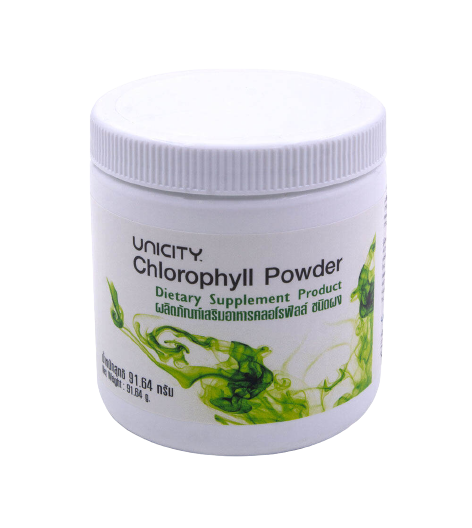 UNICITY.
Chlorophyll Powder
Dietary Supplement Product
ผลิตภัณฑ์เสริมอาหารคลอโรฟิลล์ ชนิดผง
น้ำหนักสุทธิ 91.64 กรัม
Net Weight : 91.64 g.